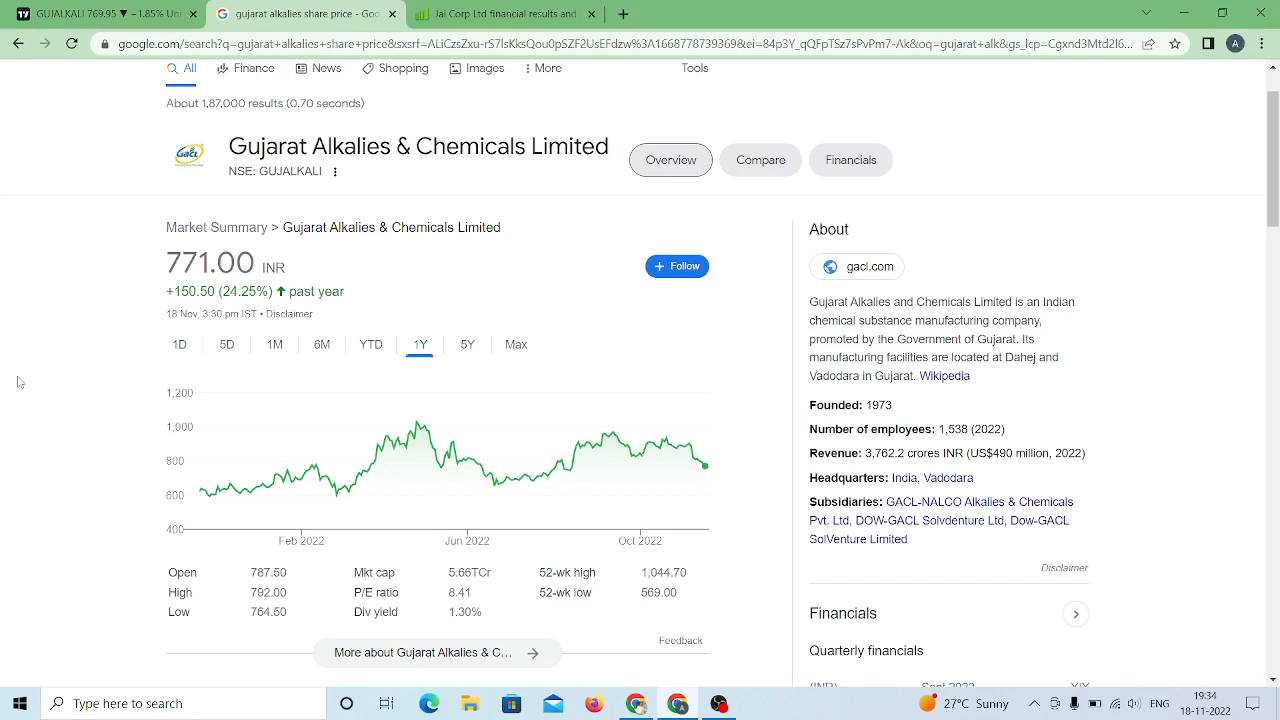 GUJALKALI 769.95 ▼ −1.85% Un
gujarat alkalies share price - Goo
Jai Corp Ltd financial results and
google.com/search?q=gujarat+alkalies+share+price&sxsrf=ALiCzsZxu-rS7lsKksQou0pSZF2UsEFdzw%3A1668778739369&ei=84p3Y_qQFpTSz7sPvPm7-Ak&oq=gujarat+alk&gs_lcp=Cgxnd3Mtd2l6...
A
All
Finance
News
Shopping
Images
More
Tools
About 1,87,000 results (0.70 seconds)
GACL
Gujarat Alkalies & Chemicals Limited
NSE: GUJALKALI
Overview
Compare
Financials
Market Summary > Gujarat Alkalies & Chemicals Limited
771.00 INR
+ Follow
+150.50 (24.25%) ↑ past year
18 Nov, 3:30 pm IST • Disclaimer
1D 5D 1M 6M YTD 1Y 5Y Max
1,200
1,000
800
600
400
Feb 2022 Jun 2022 Oct 2022
Open 787.50 Mkt cap 5.66TCr 52-wk high 1,044.70
High 792.00 P/E ratio 8.41 52-wk low 569.00
Low 764.50 Div yield 1.30%
Feedback
More about Gujarat Alkalies & C... →
About
gacl.com
Gujarat Alkalies and Chemicals Limited is an Indian
chemical substance manufacturing company,
promoted by the Government of Gujarat. Its
manufacturing facilities are located at Dahej and
Vadodara in Gujarat. Wikipedia
Founded: 1973
Number of employees: 1,538 (2022)
Revenue: 3,762.2 crores INR (US$490 million, 2022)
Headquarters: India, Vadodara
Subsidiaries: GACL-NALCO Alkalies & Chemicals
Pvt. Ltd, DOW-GACL Solvdenture Ltd, Dow-GACL
SolVenture Limited
Disclaimer
Financials
Quarterly financials
(INR) Sept 2022 Y/Y
Type here to search
27°C Sunny
ENG
19:34
18-11-2022